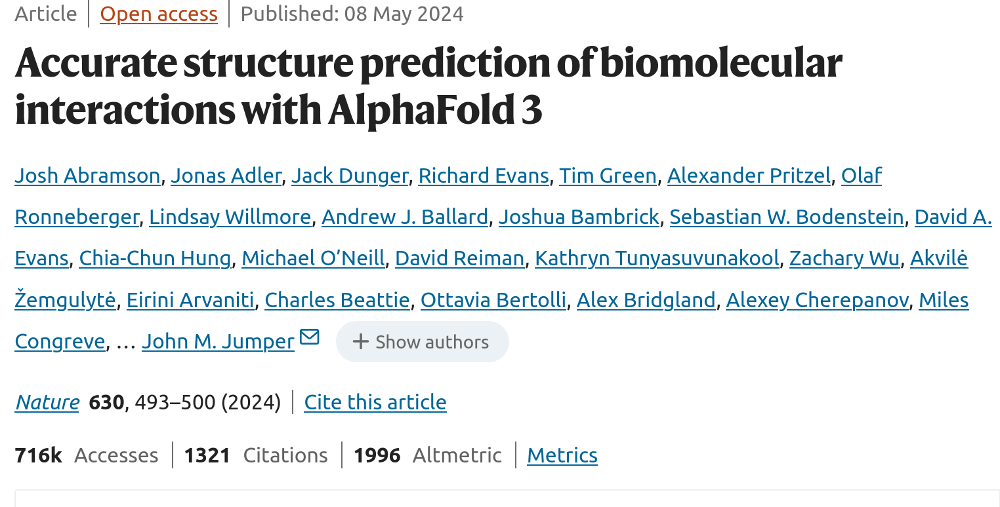 Article | Open access | Published: 08 May 2024
Accurate structure prediction of biomolecular
interactions with AlphaFold 3
Josh Abramson, Jonas Adler, Jack Dunger, Richard Evans, Tim Green, Alexander Pritzel, Olaf
Ronneberger, Lindsay Willmore, Andrew J. Ballard, Joshua Bambrick, Sebastian W. Bodenstein, David A.
Evans, Chia-Chun Hung, Michael O’Neill, David Reiman, Kathryn Tunyasuvunakool, Zachary Wu, Akvilė
Žemgulytė, Eirini Arvaniti, Charles Beattie, Ottavia Bertolli, Alex Bridgland, Alexey Cherepanov, Miles
Congreve, … John M. Jumper + Show authors
Nature 630, 493–500 (2024) | Cite this article
716k Accesses | 1321 Citations | 1996 Altmetric | Metrics